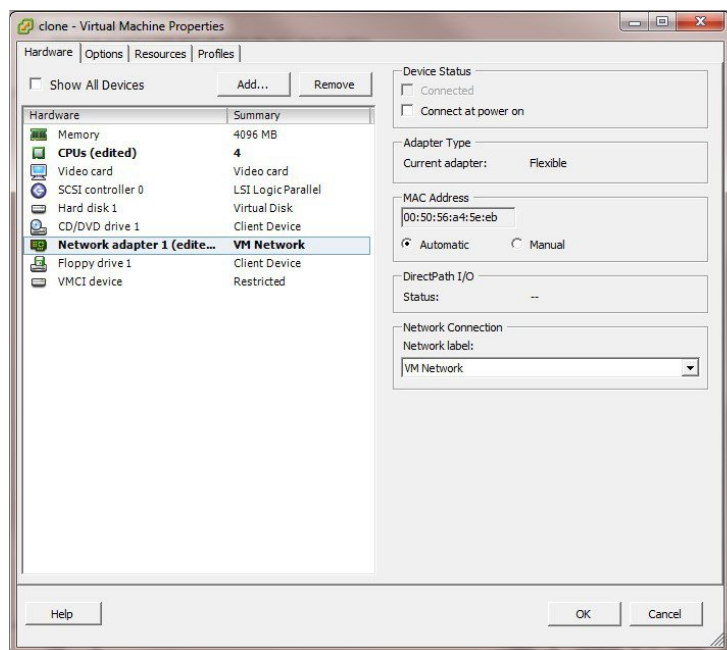 clone - Virtual Machine Properties
Hardware Options Resources Profiles
Show All Devices
Add...
Remove
Hardware Summary
Memory 4096 MB
CPUs (edited) 4
Video card Video card
SCSI controller 0 LSI Logic Parallel
Hard disk 1 Virtual Disk
CD/DVD drive 1 Client Device
Network adapter 1 (edite... VM Network
Floppy drive 1 Client Device
VMCI device Restricted
Device Status
Connected
Connect at power on
Adapter Type
Current adapter: Flexible
MAC Address
00:50:56:a4:5e:eb
Automatic Manual
DirectPath I/O
Status: --
Network Connection
Network label:
VM Network
Help
OK
Cancel